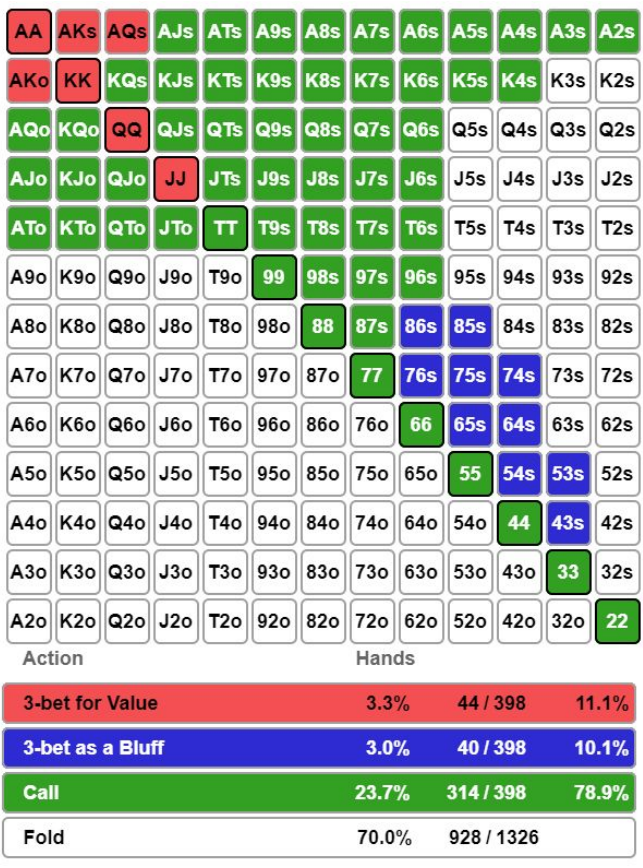 AA AKs AQs AJs ATs A9s A8s A7s A6s A5s A4s A3s A2s
AKo KK KQs KJs KTs K9s K8s K7s K6s K5s K4s K3s K2s
AQo KQo QQ QJs QTs Q9s Q8s Q7s Q6s Q5s Q4s Q3s Q2s
AJo KJo QJo JJ JTs J9s J8s J7s J6s J5s J4s J3s J2s
ATo KTo QTo JTo TT T9s T8s T7s T6s T5s T4s T3s T2s
A9o K9o Q9o J9o T9o 99 98s 97s 96s 95s 94s 93s 92s
A8o K8o Q8o J8o T8o 98o 88 87s 86s 85s 84s 83s 82s
A7o K7o Q7o J7o T7o 97o 87o 77 76s 75s 74s 73s 72s
A6o K6o Q6o J6o T6o 96o 86o 76o 66 65s 64s 63s 62s
A5o K5o Q5o J5o T5o 95o 85o 75o 65o 55 54s 53s 52s
A4o K4o Q4o J4o T4o 94o 84o 74o 64o 54o 44 43s 42s
A3o K3o Q3o J3o T3o 93o 83o 73o 63o 53o 43o 33 32s
A2o K2o Q2o J2o T2o 92o 82o 72o 62o 52o 42o 32o 22
Action Hands
3-bet for Value 3.3% 44 / 398 11.1%
3-bet as a Bluff 3.0% 40 / 398 10.1%
Call 23.7% 314 / 398 78.9%
Fold 70.0% 928 / 1326